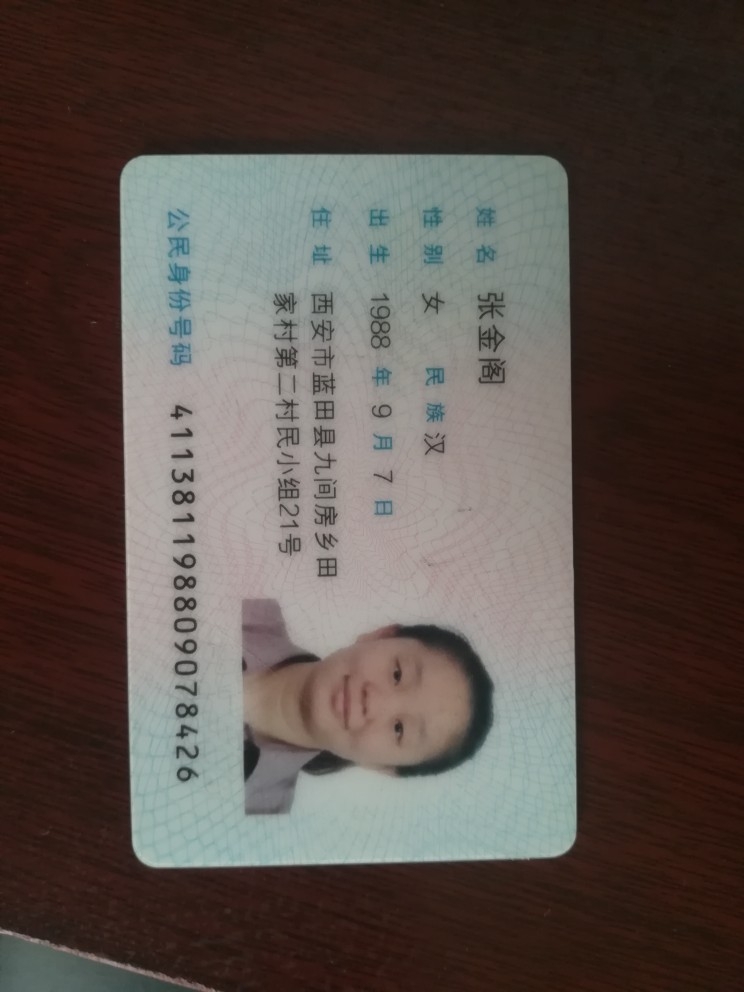 姓名 张金阁
性别 女 民族 汉
出生 1988 年 9 月 7 日
住址 西安市蓝田县九间房乡田
家村第二村民小组21号
公民身份号码 411381198809078426